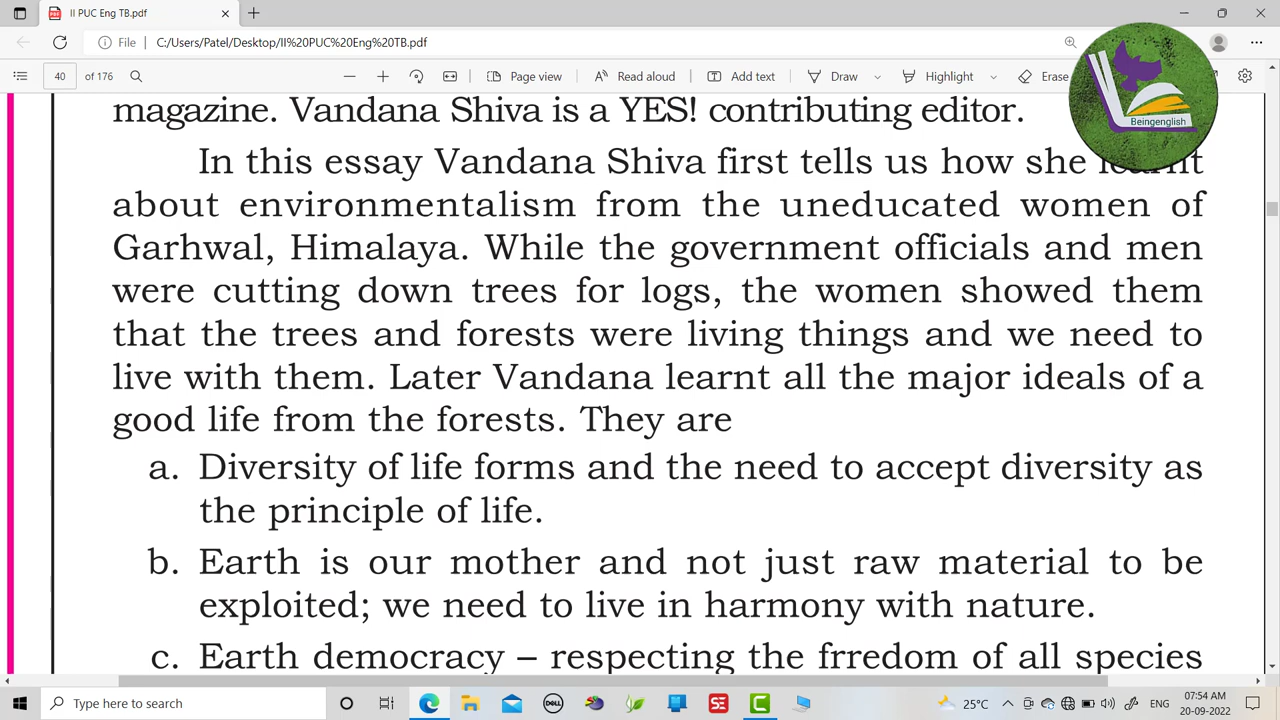 II PUC Eng TB.pdf
File C:/Users/Patel/Desktop/II%20PUC%20Eng%20TB.pdf
40 of 176 Page view Read aloud Add text Draw Highlight Erase
Beingenglish
magazine. Vandana Shiva is a YES! contributing editor.
In this essay Vandana Shiva first tells us how she learnt
about environmentalism from the uneducated women of
Garhwal, Himalaya. While the government officials and men
were cutting down trees for logs, the women showed them
that the trees and forests were living things and we need to
live with them. Later Vandana learnt all the major ideals of a
good life from the forests. They are
a. Diversity of life forms and the need to accept diversity as
the principle of life.
b. Earth is our mother and not just raw material to be
exploited; we need to live in harmony with nature.
c. Earth democracy – respecting the frredom of all species
Type here to search
DELL
SE
C
25°C ENG 07:54 AM
20-09-2022